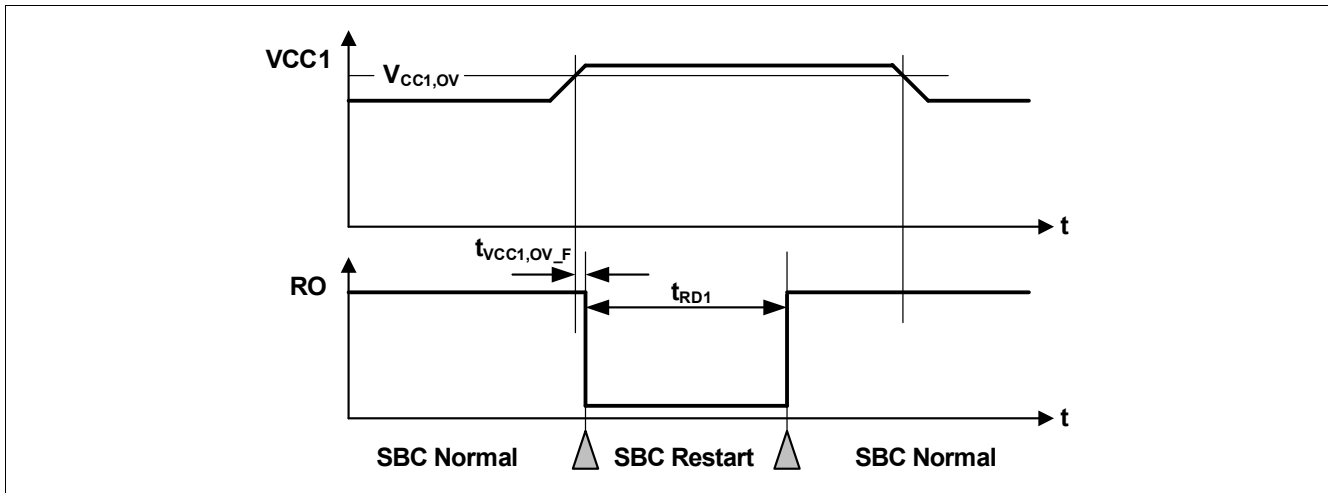 VCC1
VCC1,OV
t
tVCC1,OV_F
RO
tRD1
t
SBC Normal
SBC Restart
SBC Normal